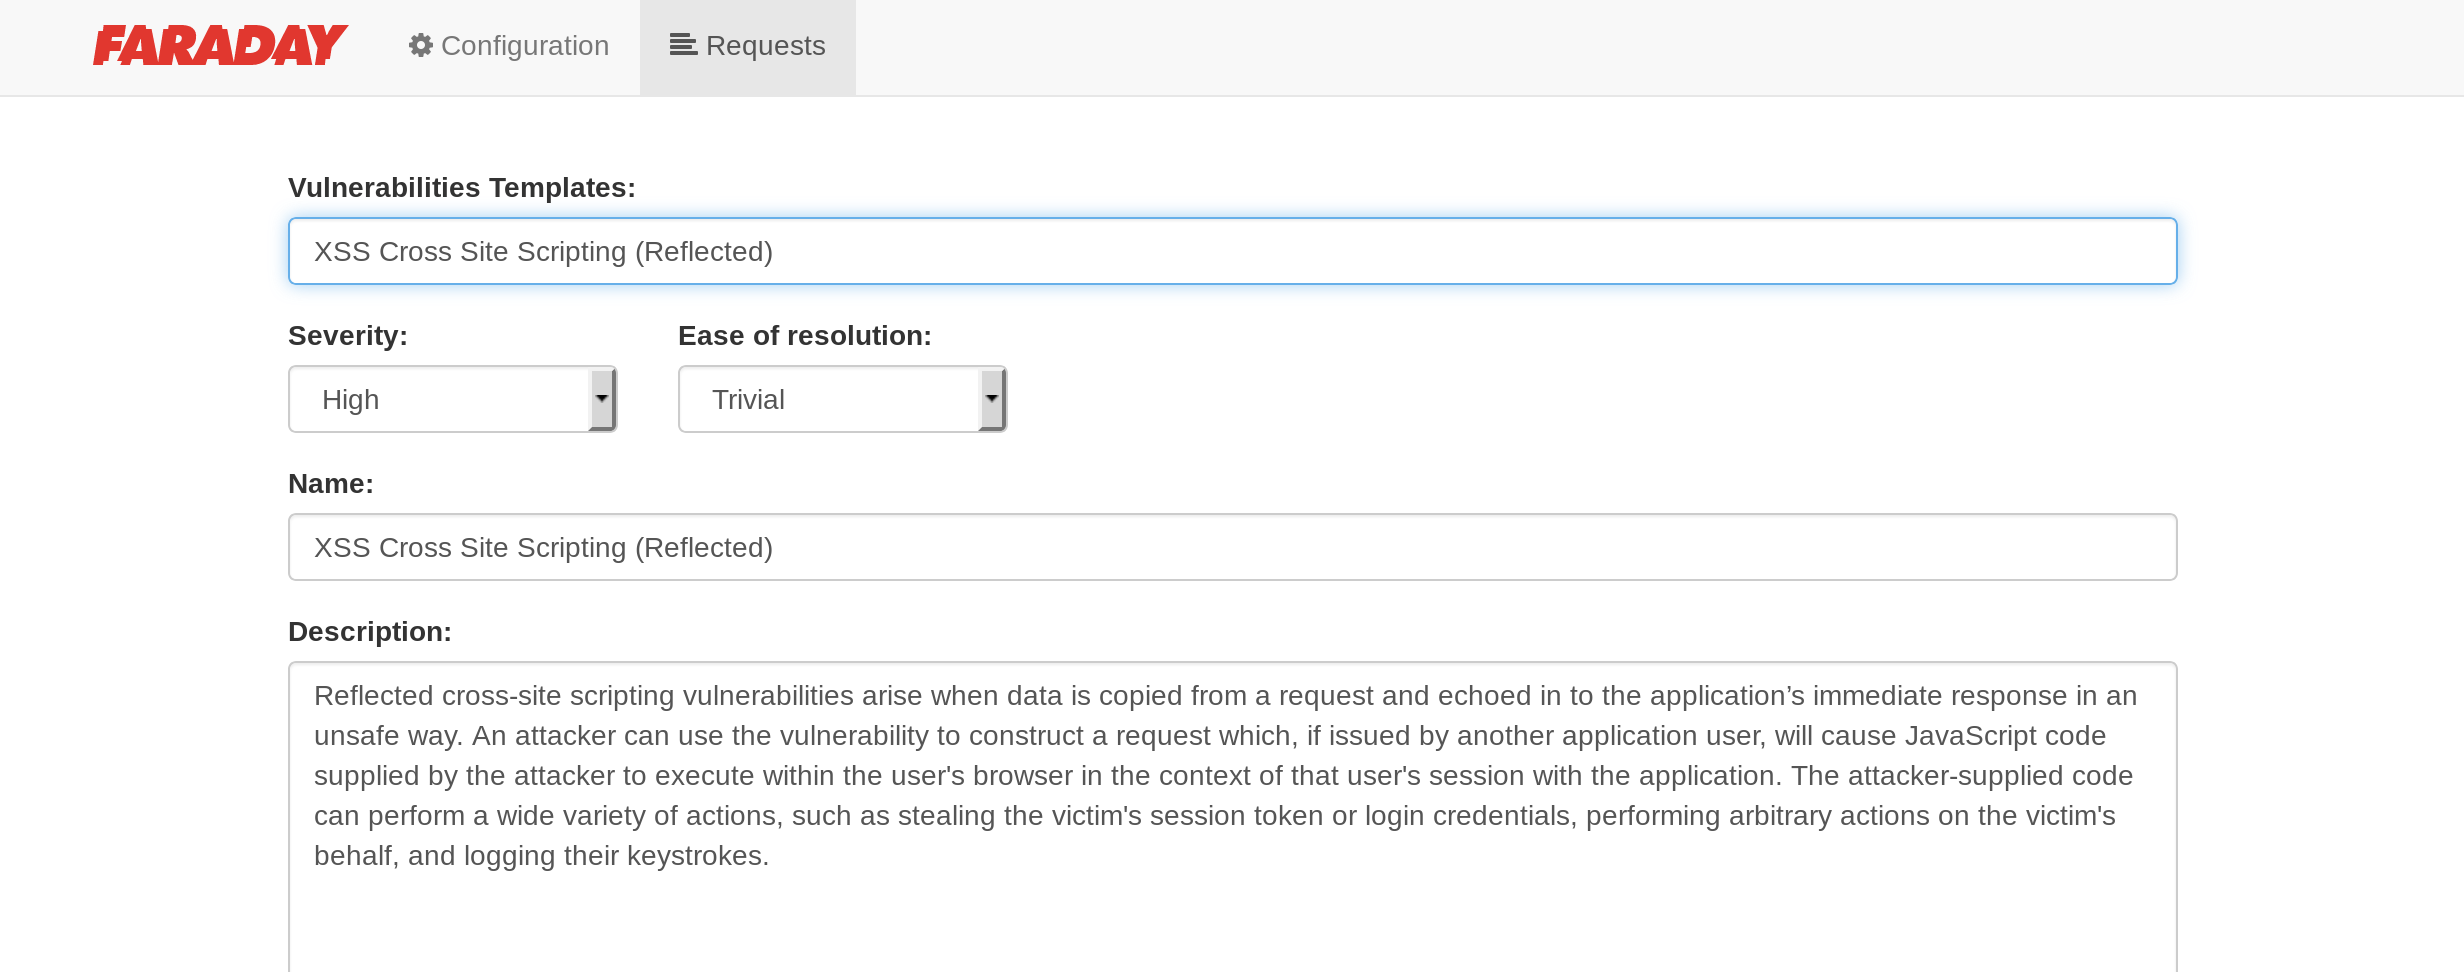 FARADAY Configuration Requests
Vulnerabilities Templates:
XSS Cross Site Scripting (Reflected)
Severity: Ease of resolution:
High Trivial
Name:
XSS Cross Site Scripting (Reflected)
Description:
Reflected cross-site scripting vulnerabilities arise when data is copied from a request and echoed in to the application’s immediate response in an
unsafe way. An attacker can use the vulnerability to construct a request which, if issued by another application user, will cause JavaScript code
supplied by the attacker to execute within the user's browser in the context of that user's session with the application. The attacker-supplied code
can perform a wide variety of actions, such as stealing the victim's session token or login credentials, performing arbitrary actions on the victim's
behalf, and logging their keystrokes.